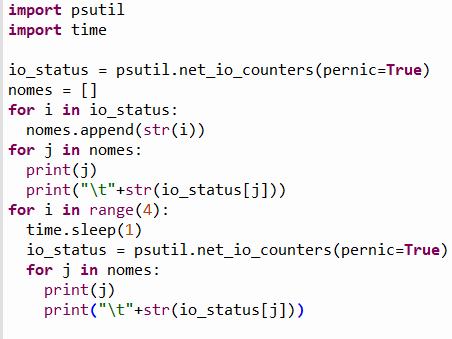 import psutil
import time

io_status = psutil.net_io_counters(pernic=True)
nomes = []
for i in io_status:
  nomes.append(str(i))
for j in nomes:
  print(j)
  print("\t"+str(io_status[j]))
for i in range(4):
  time.sleep(1)
  io_status = psutil.net_io_counters(pernic=True)
  for j in nomes:
    print(j)
    print("\t"+str(io_status[j]))